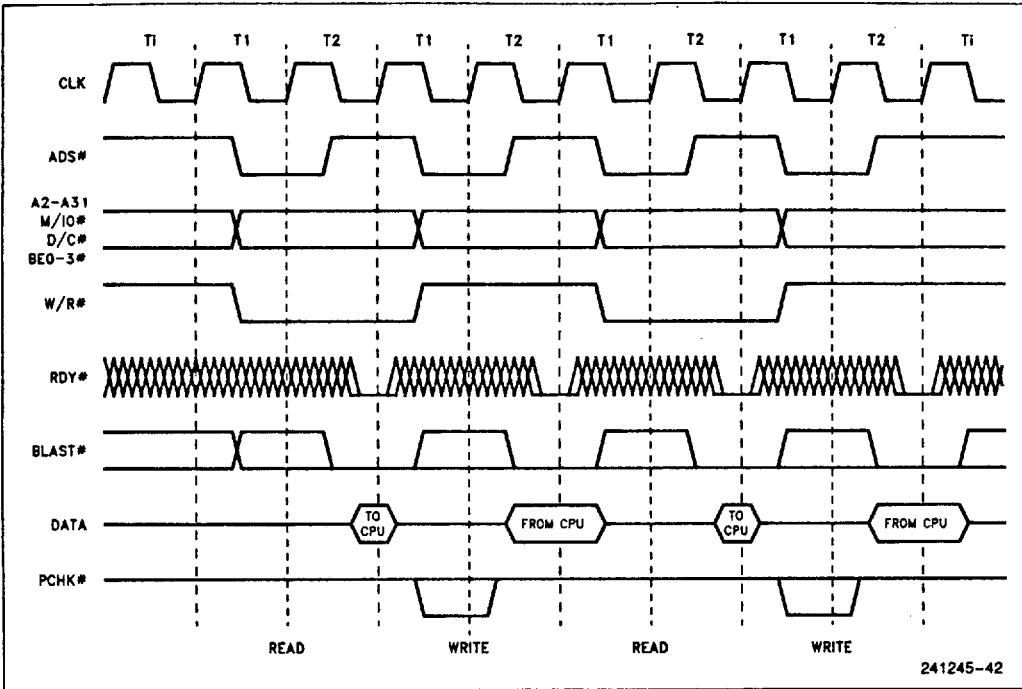 Ti T1 T2 T1 T2 T1 T2 T1 T2 Ti
CLK
ADS#
A2-A31
M/IO#
D/C#
BE0-3#
W/R#
RDY#
BLAST#
DATA
TO CPU FROM CPU TO CPU FROM CPU
PCHK#
READ WRITE READ WRITE
241245-42